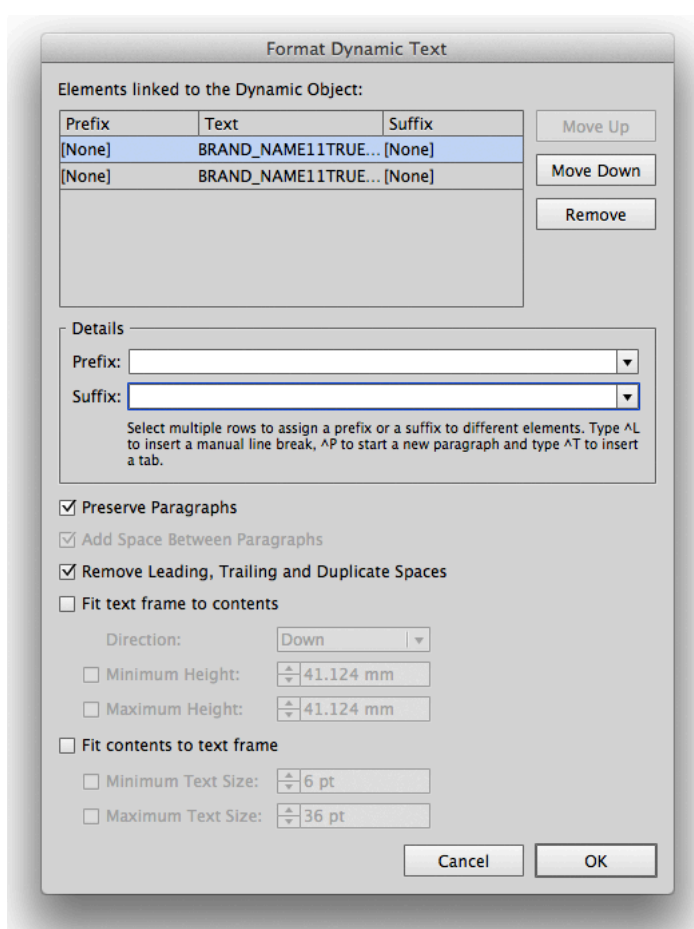 Format Dynamic Text
Elements linked to the Dynamic Object:
Prefix Text Suffix
[None] BRAND_NAME11TRUE... [None]
[None] BRAND_NAME11TRUE... [None]
Move Up
Move Down
Remove
Details
Prefix:
Suffix:
Select multiple rows to assign a prefix or a suffix to different elements. Type ^L
to insert a manual line break, ^P to start a new paragraph and type ^T to insert
a tab.
Preserve Paragraphs
Add Space Between Paragraphs
Remove Leading, Trailing and Duplicate Spaces
Fit text frame to contents
Direction: Down
Minimum Height: 41.124 mm
Maximum Height: 41.124 mm
Fit contents to text frame
Minimum Text Size: 6 pt
Maximum Text Size: 36 pt
Cancel OK